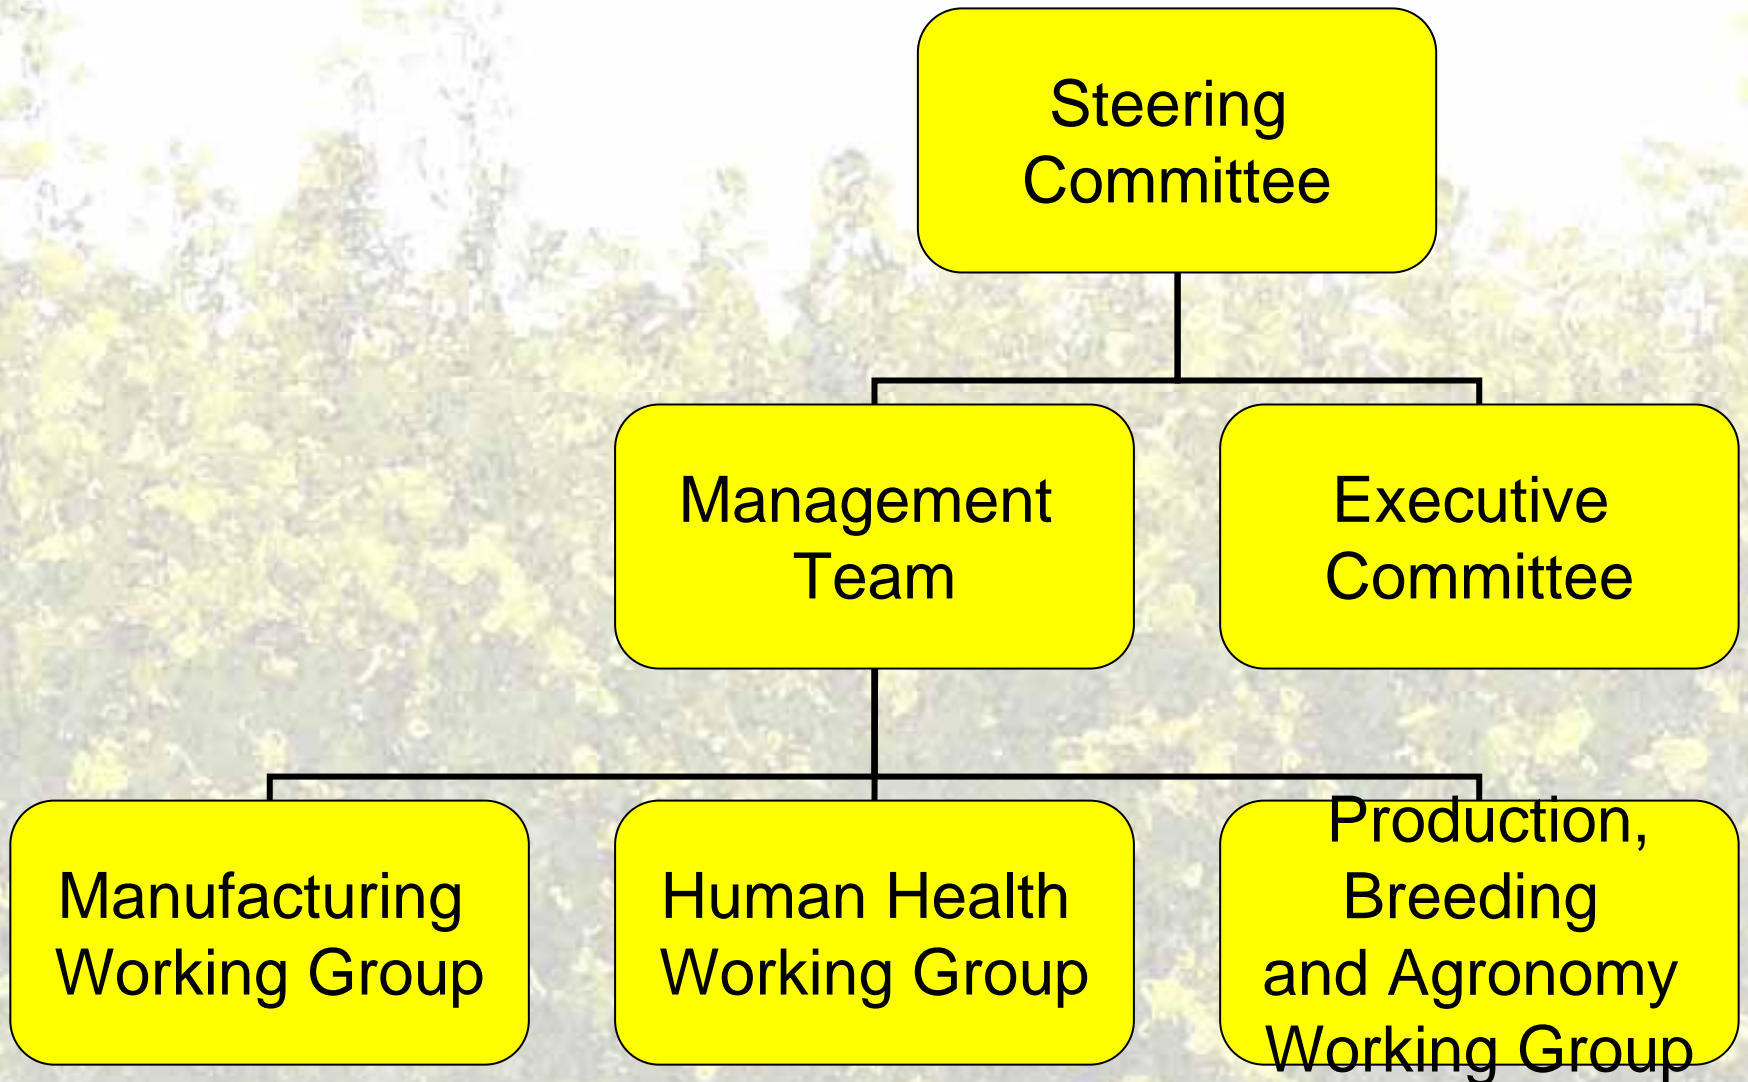 Steering
Committee
Management
Team
Executive
Committee
Manufacturing
Working Group
Human Health
Working Group
Production,
Breeding
and Agronomy
Working Group